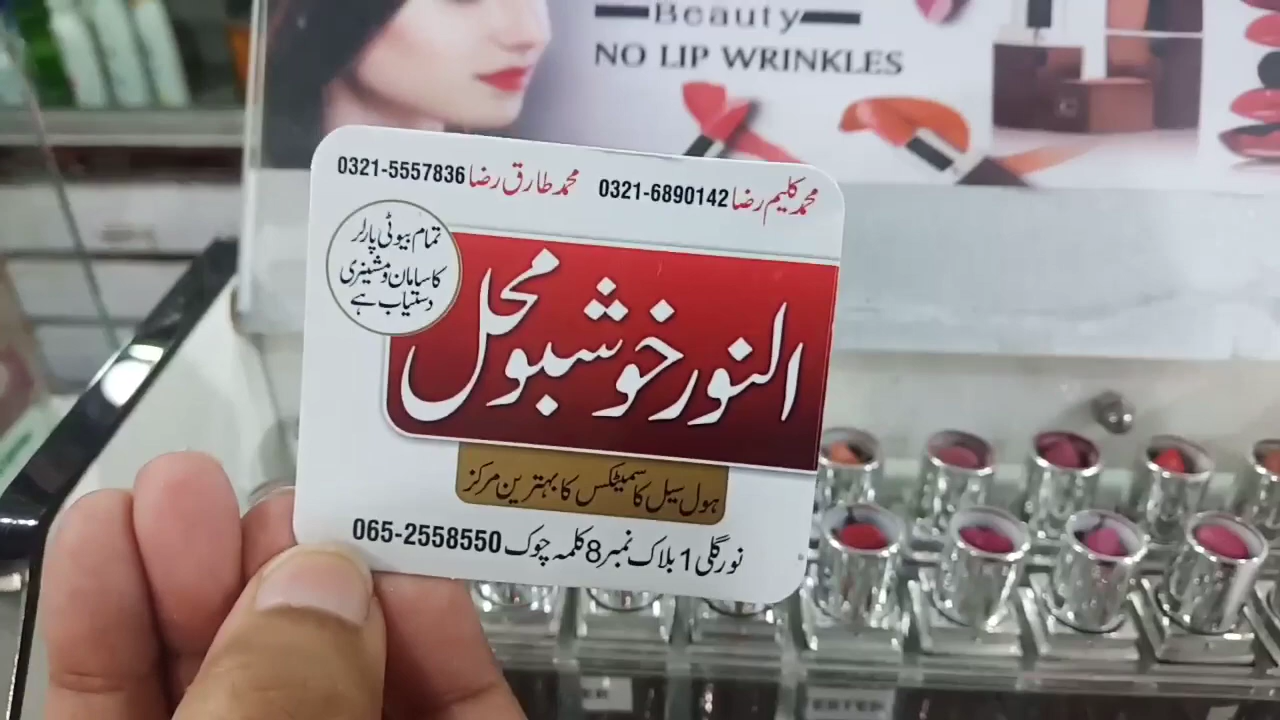 Beauty
NO LIP WRINKLES
محمد کلیم رضا 0321-6890142 محمد طارق رضا 0321-5557836
تمام بیوٹی پارلر
کا سامان و مشینری
دستیاب ہے
النور خوشبو محل
ہول سیل کاسمیٹکس کا بہترین مرکز
نور گلی 1 بلاک نمبر 8 کلمہ چوک 065-2558550